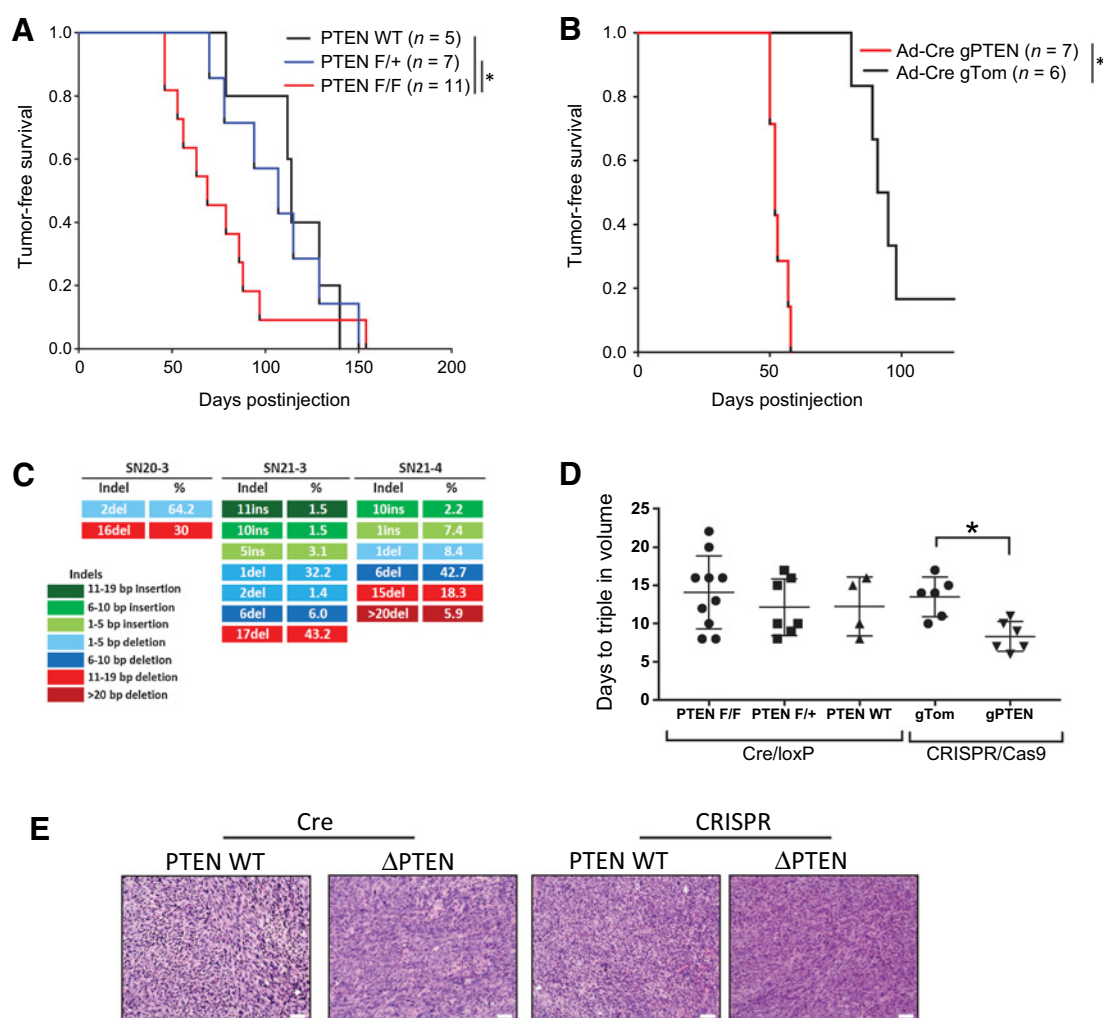 A
PTEN WT (n = 5)
PTEN F/+ (n = 7)
PTEN F/F (n = 11)
*
1.0
0.8
0.6
0.4
0.2
0.0
Tumor-free survival
0 50 100 150 200
Days postinjection
B
Ad-Cre gPTEN (n = 7)
Ad-Cre gTom (n = 6)
*
1.0
0.8
0.6
0.4
0.2
0.0
Tumor-free survival
0 50 100
Days postinjection
C
SN20-3 SN21-3 SN21-4
Indel % Indel % Indel %
2del 64.2 11ins 1.5 10ins 2.2
16del 30 10ins 1.5 1ins 7.4
5ins 3.1 1del 8.4
1del 32.2 6del 42.7
2del 1.4 15del 18.3
6del 6.0 >20del 5.9
17del 43.2
Indels
11-19 bp insertion
6-10 bp insertion
1-5 bp insertion
1-5 bp deletion
6-10 bp deletion
11-19 bp deletion
>20 bp deletion
D
Days to triple in volume
25
20
15
10
5
0
*
PTEN F/F PTEN F/+ PTEN WT gTom gPTEN
Cre/loxP CRISPR/Cas9
E
Cre CRISPR
PTEN WT ΔPTEN PTEN WT ΔPTEN